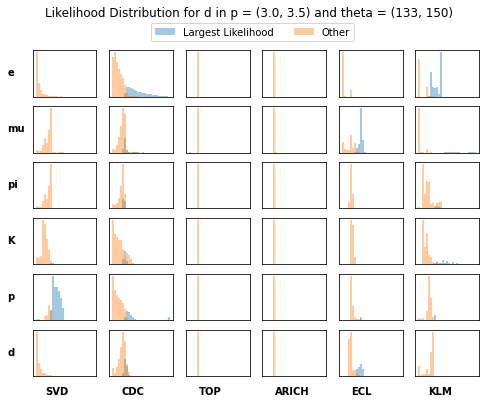 Likelihood Distribution for d in p = (3.0, 3.5) and theta = (133, 150)
Largest Likelihood Other
e
mu
pi
K
p
d
SVD CDC TOP ARICH ECL KLM